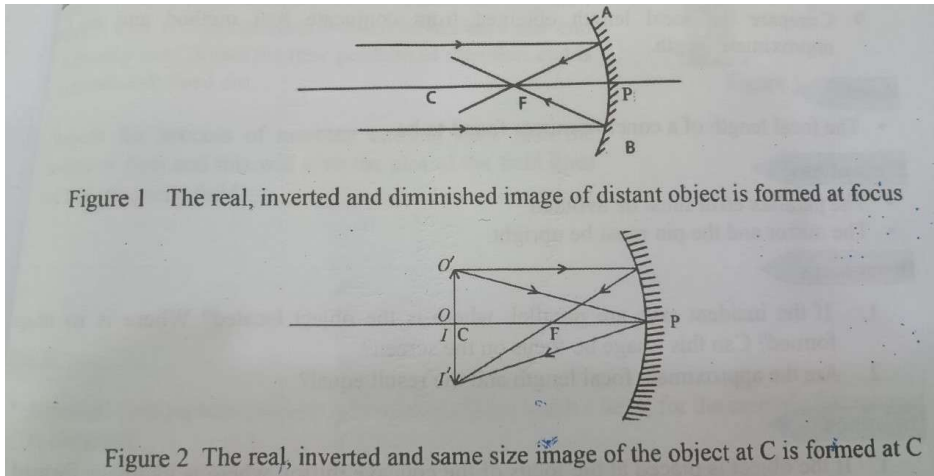 A
C F P
B
Figure 1 The real, inverted and diminished image of distant object is formed at focus
O'
O
I C F P
I'
Figure 2 The real, inverted and same size image of the object at C is formed at C